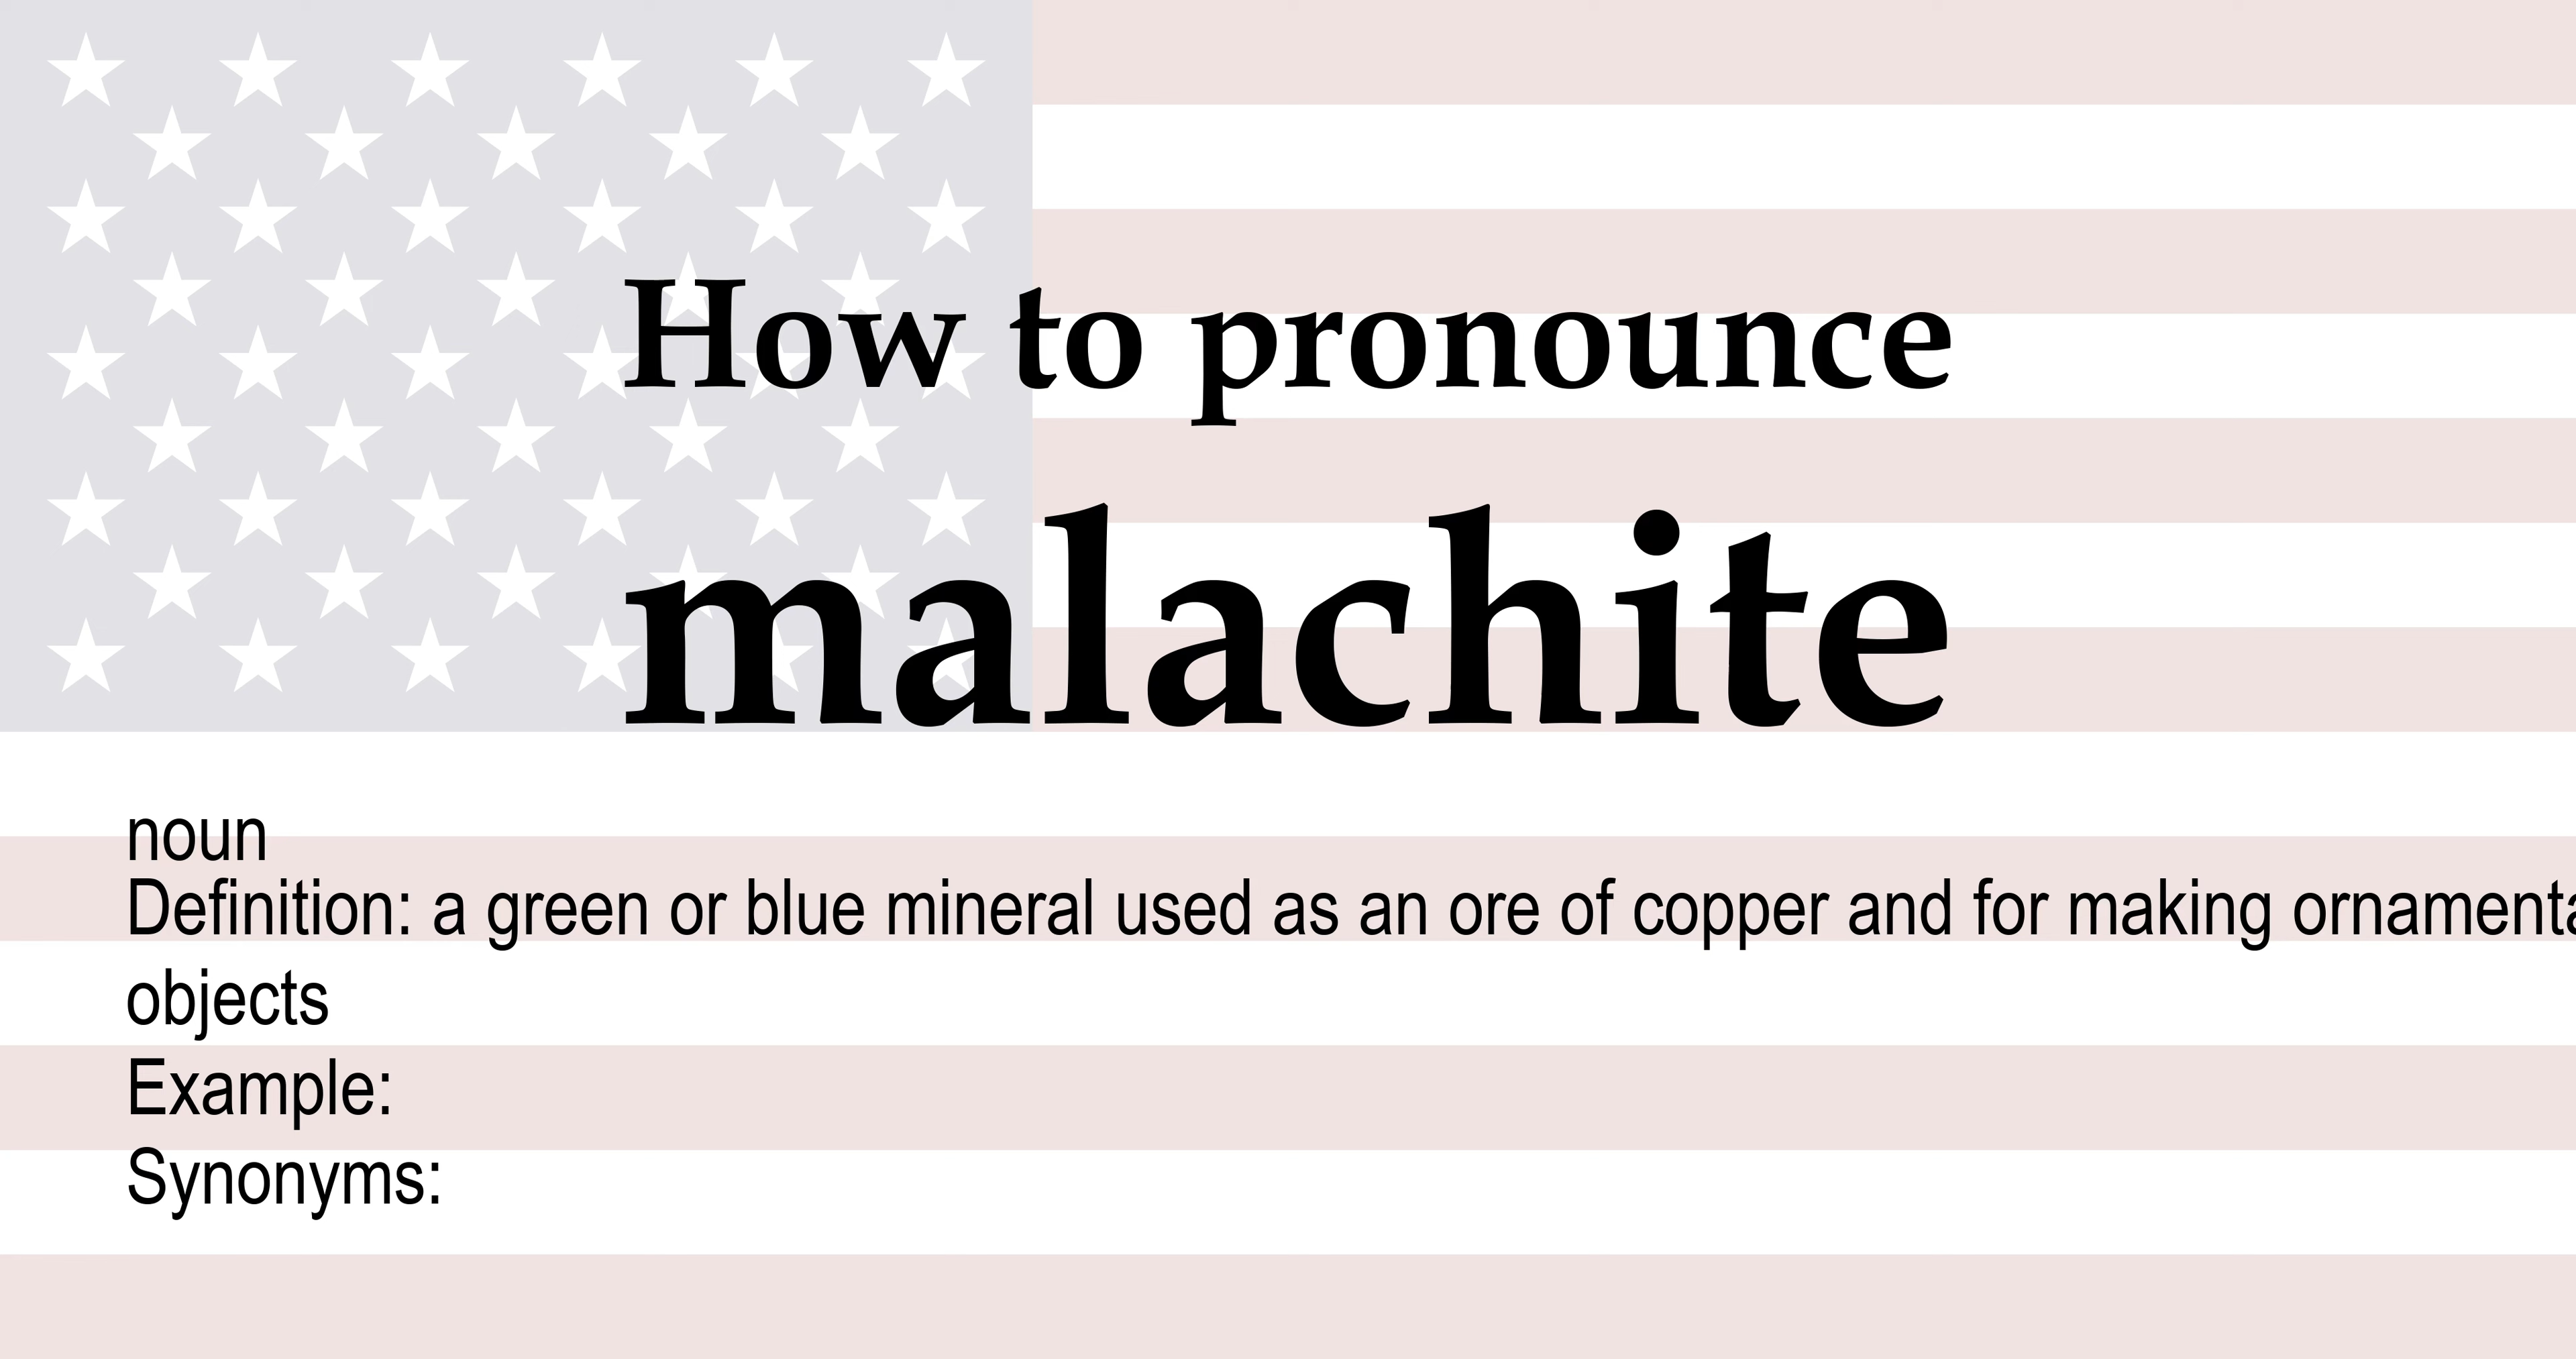 How to pronounce
malachite
noun
Definition: a green or blue mineral used as an ore of copper and for making ornamenta
objects
Example:
Synonyms: